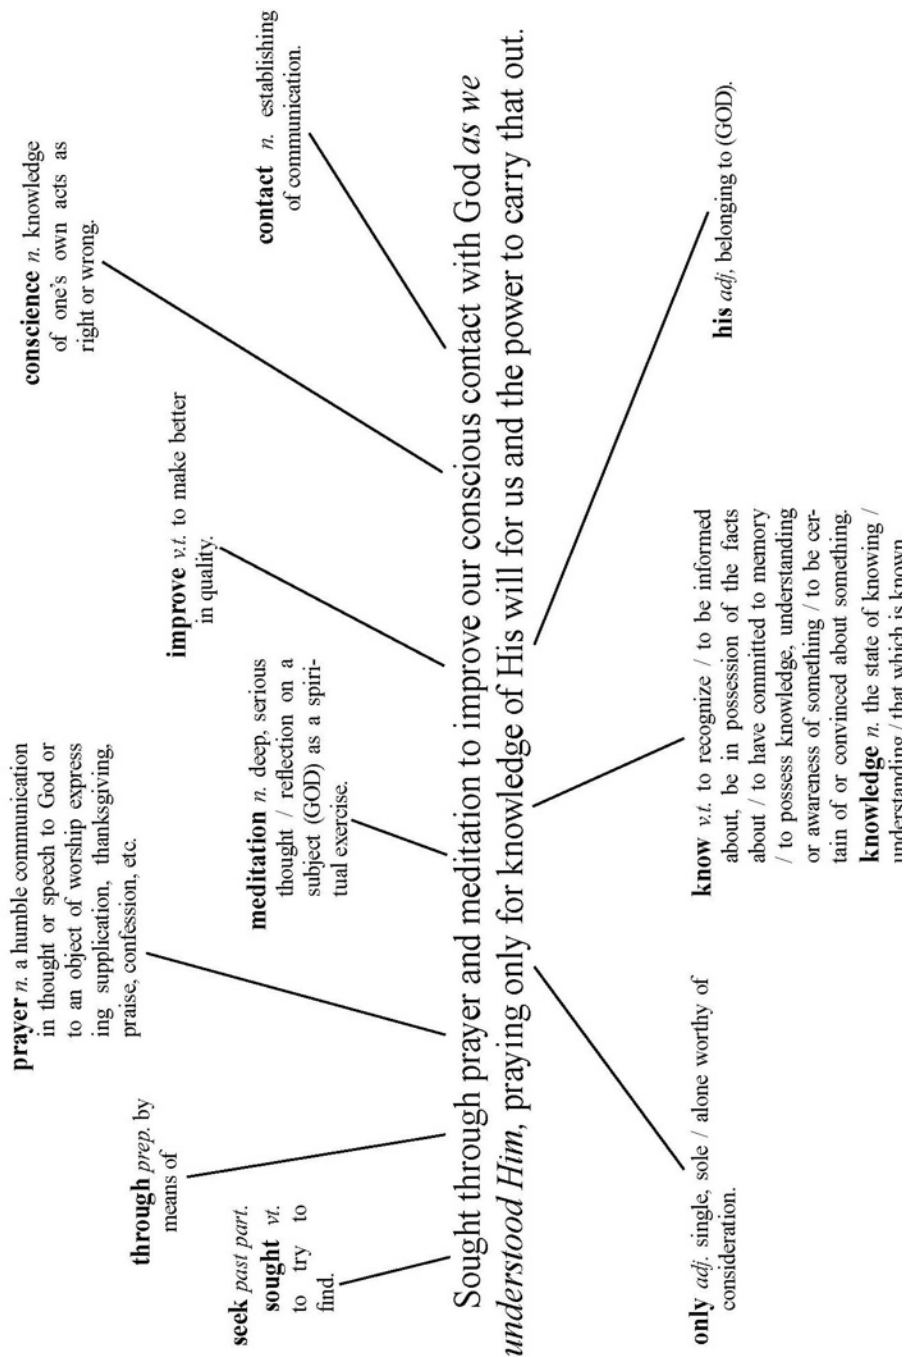 prayer n. a humble communication
in thought or speech to God or
to an object of worship express
ing supplication, thanksgiving,
praise, confession, etc.
conscience n. knowledge
of one's own acts as
right or wrong.
through prep. by
means of
improve v.t. to make better
in quality.
seek past part.
sought vt.
to try to
find.
meditation n. deep, serious
thought / reflection on a
subject (GOD) as a spiri-
tual exercise.
contact n. establishing
of communication.
Sought through prayer and meditation to improve our conscious contact with God as we
understood Him, praying only for knowledge of His will for us and the power to carry that out.
only adj. single, sole / alone worthy of
consideration.
know v.t. to recognize / to be informed
about, be in possession of the facts
about / to have committed to memory
/ to possess knowledge, understanding
or awareness of something / to be cer-
tain of or convinced about something.
knowledge n. the state of knowing /
understanding / that which is known
his adj, belonging to (GOD).